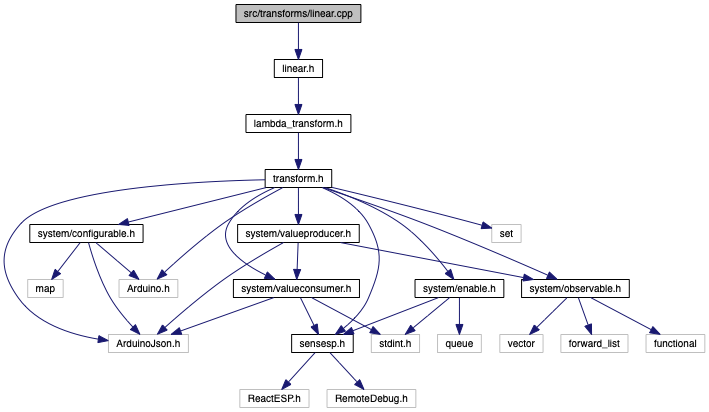 src/transforms/linear.cpp
linear.h
lambda_transform.h
transform.h
system/configurable.h
system/valueproducer.h
set
map
Arduino.h
system/valueconsumer.h
system/enable.h
system/observable.h
ArduinoJson.h
sensesp.h
stdint.h
queue
vector
forward_list
functional
ReactESP.h
RemoteDebug.h